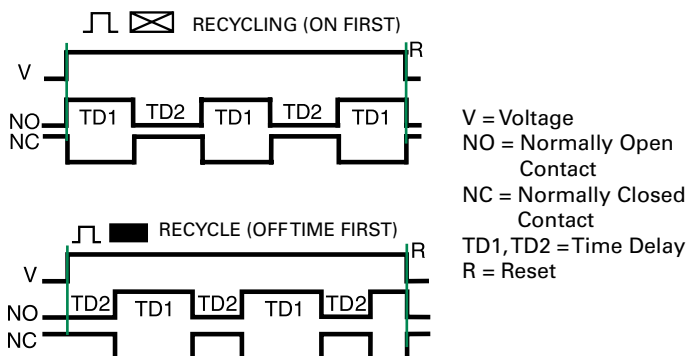 RECYCLING (ON FIRST)
R
V
TD1 TD2 TD1 TD2 TD1
NO
NC
RECYCLE (OFF TIME FIRST)
R
V
TD2 TD1 TD2 TD1 TD2
NO
NC
V = Voltage
NO = Normally Open
Contact
NC = Normally Closed
Contact
TD1, TD2 = Time Delay
R = Reset